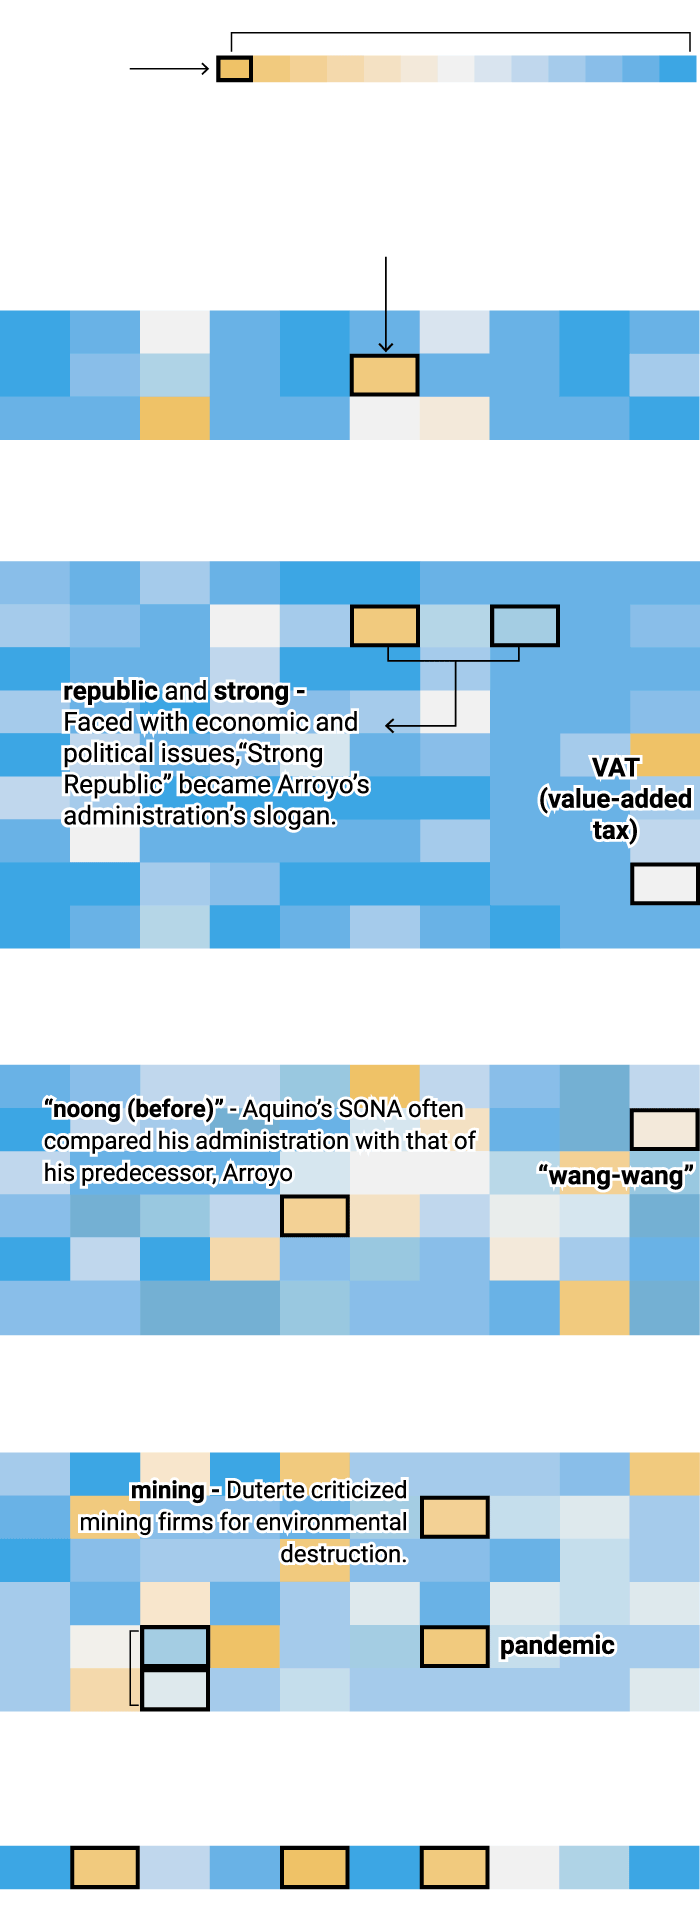 republic and strong -
Faced with economic and
political issues,“Strong
Republic” became Arroyo’s
administration’s slogan.
VAT
(value-added
tax)
“noong (before)” - Aquino’s SONA often
compared his administration with that of
his predecessor, Arroyo
“wang-wang”
mining - Duterte criticized
mining firms for environmental
destruction.
pandemic